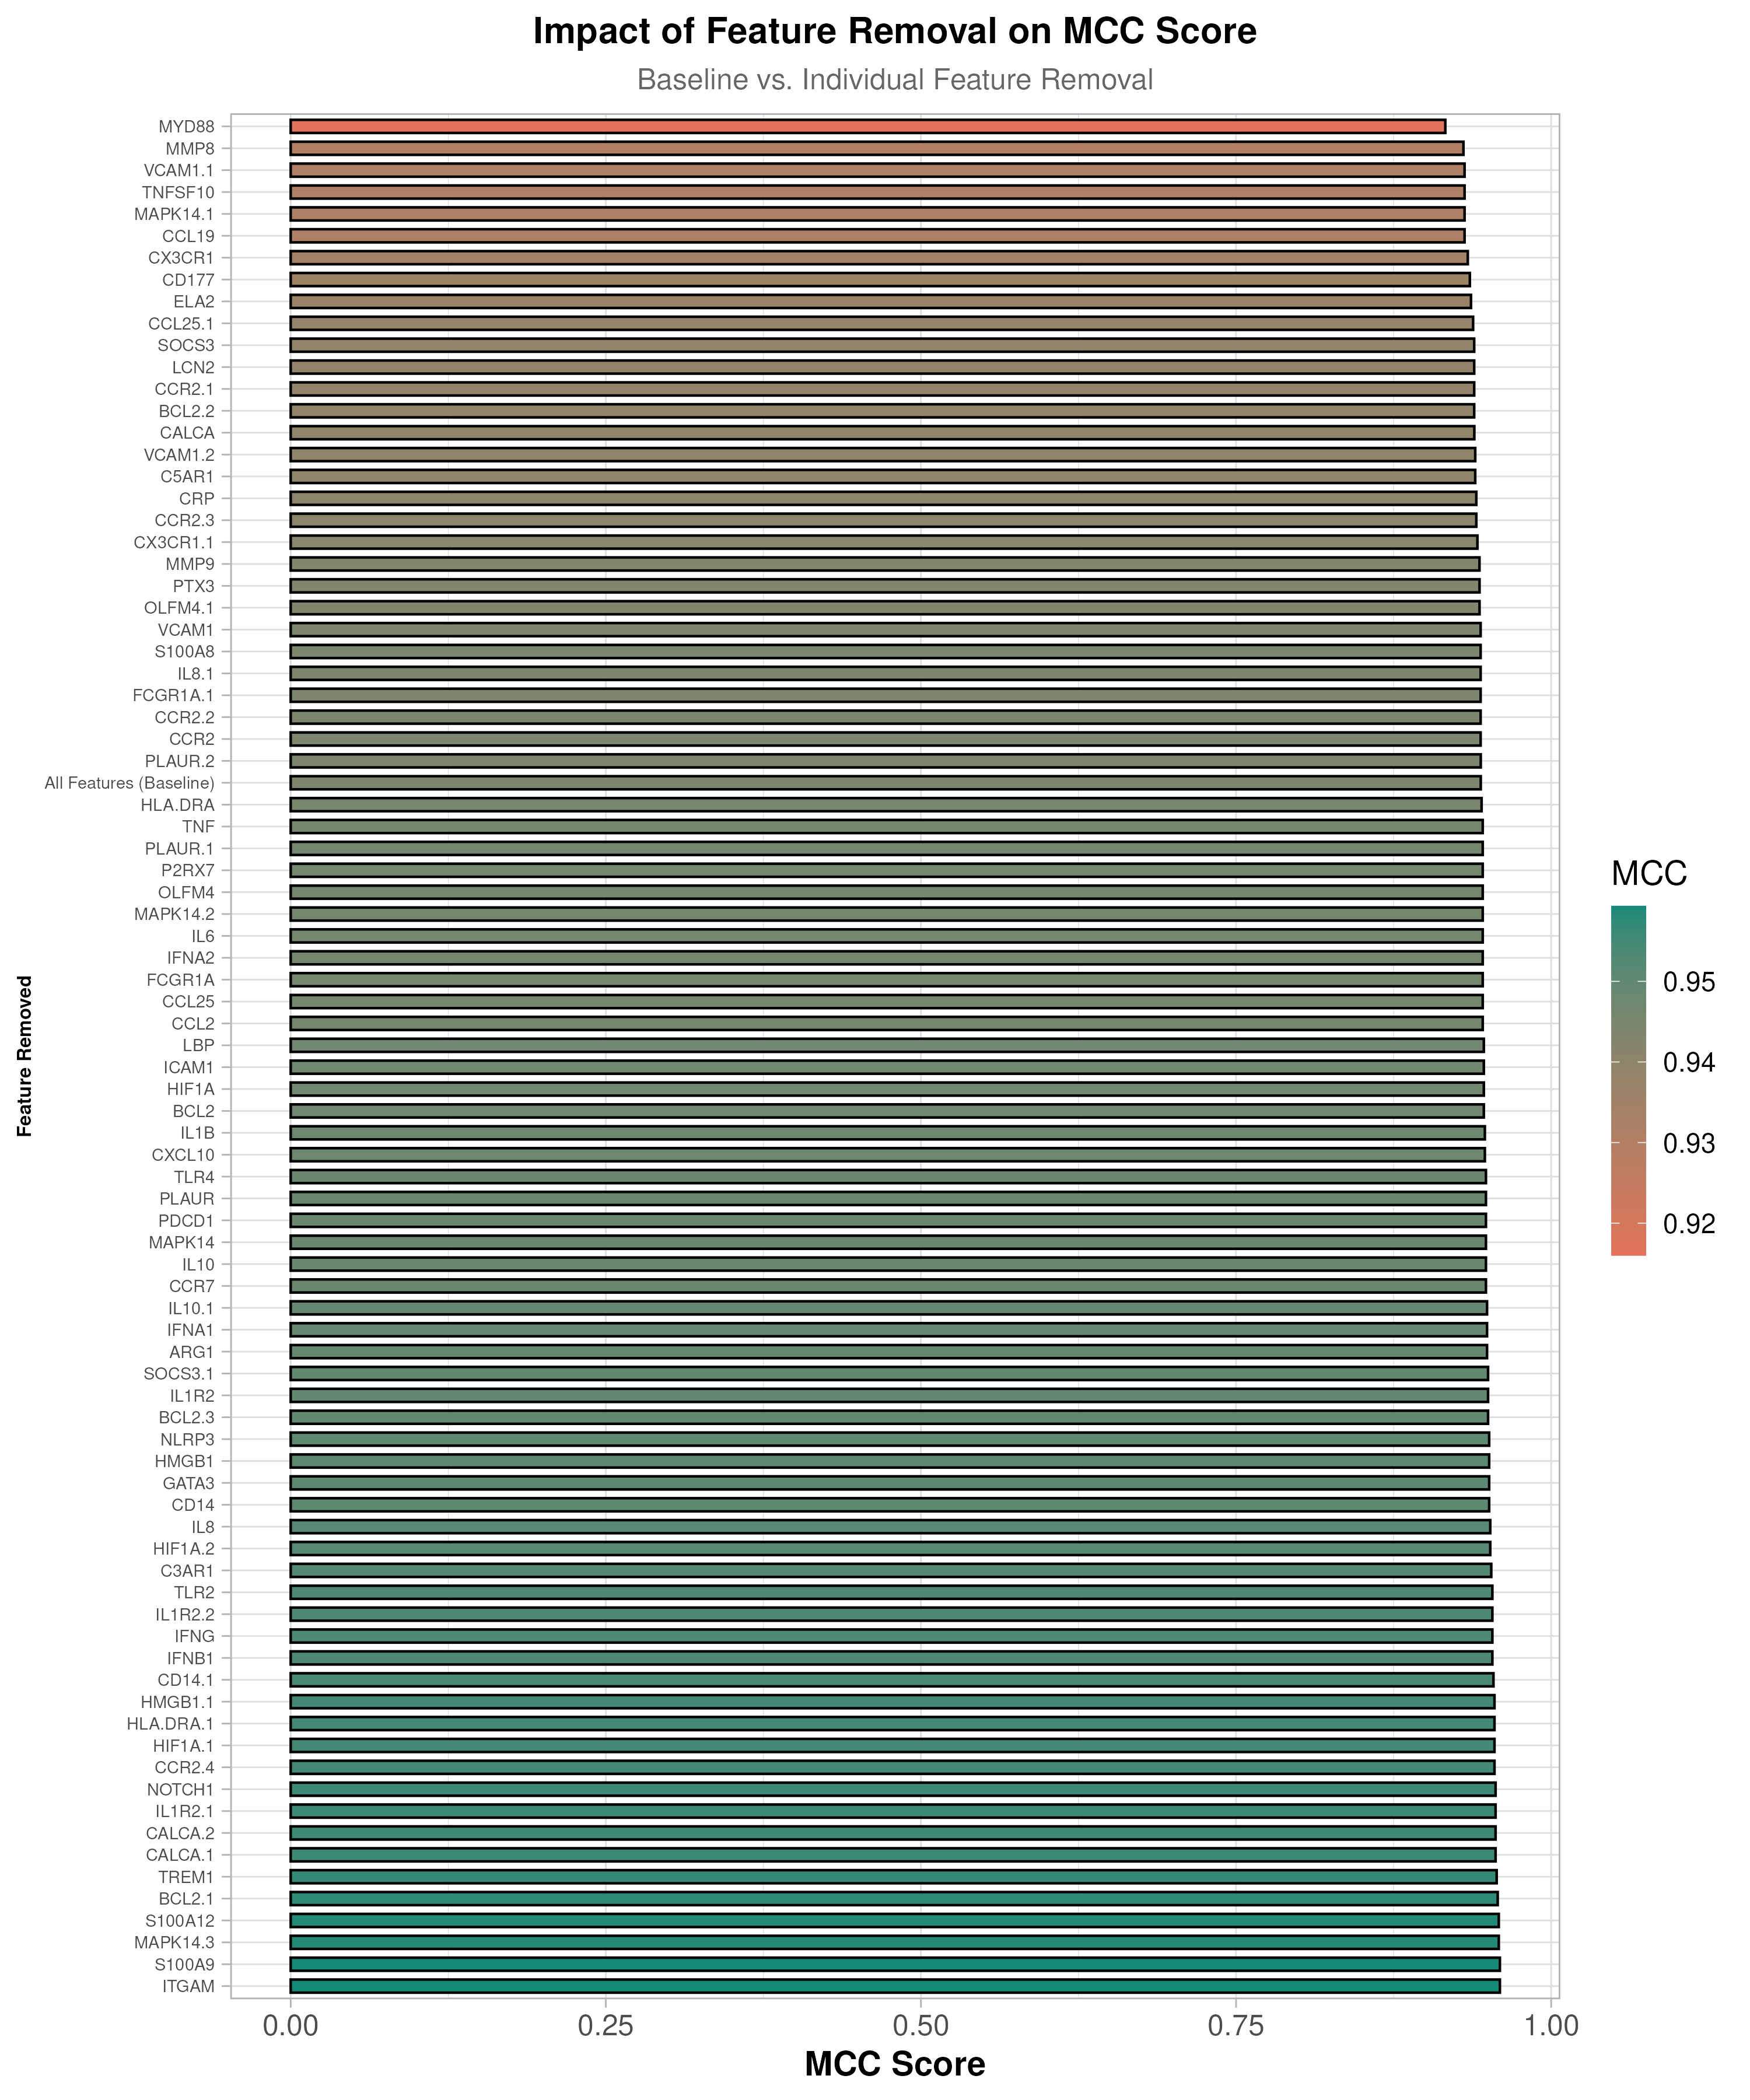 Impact of Feature Removal on MCC Score
Baseline vs. Individual Feature Removal
MYD88
MMP8
VCAM1.1
TNFSF10
MAPK14.1
CCL19
CX3CR1
CD177
ELA2
CCL25.1
SOCS3
LCN2
CCR2.1
BCL2.2
CALCA
VCAM1.2
C5AR1
CRP
CCR2.3
CX3CR1.1
MMP9
PTX3
OLFM4.1
VCAM1
S100A8
IL8.1
FCGR1A.1
CCR2.2
CCR2
PLAUR.2
All Features (Baseline)
HLA.DRA
TNF
PLAUR.1
P2RX7
OLFM4
MAPK14.2
IL6
IFNA2
FCGR1A
CCL25
CCL2
LBP
ICAM1
HIF1A
BCL2
IL1B
CXCL10
TLR4
PLAUR
PDCD1
MAPK14
IL10
CCR7
IL10.1
IFNA1
ARG1
SOCS3.1
IL1R2
BCL2.3
NLRP3
HMGB1
GATA3
CD14
IL8
HIF1A.2
C3AR1
TLR2
IL1R2.2
IFNG
IFNB1
CD14.1
HMGB1.1
HLA.DRA.1
HIF1A.1
CCR2.4
NOTCH1
IL1R2.1
CALCA.2
CALCA.1
TREM1
BCL2.1
S100A12
MAPK14.3
S100A9
ITGAM
Feature Removed
0.00 0.25 0.50 0.75 1.00
MCC Score
MCC
0.95
0.94
0.93
0.92